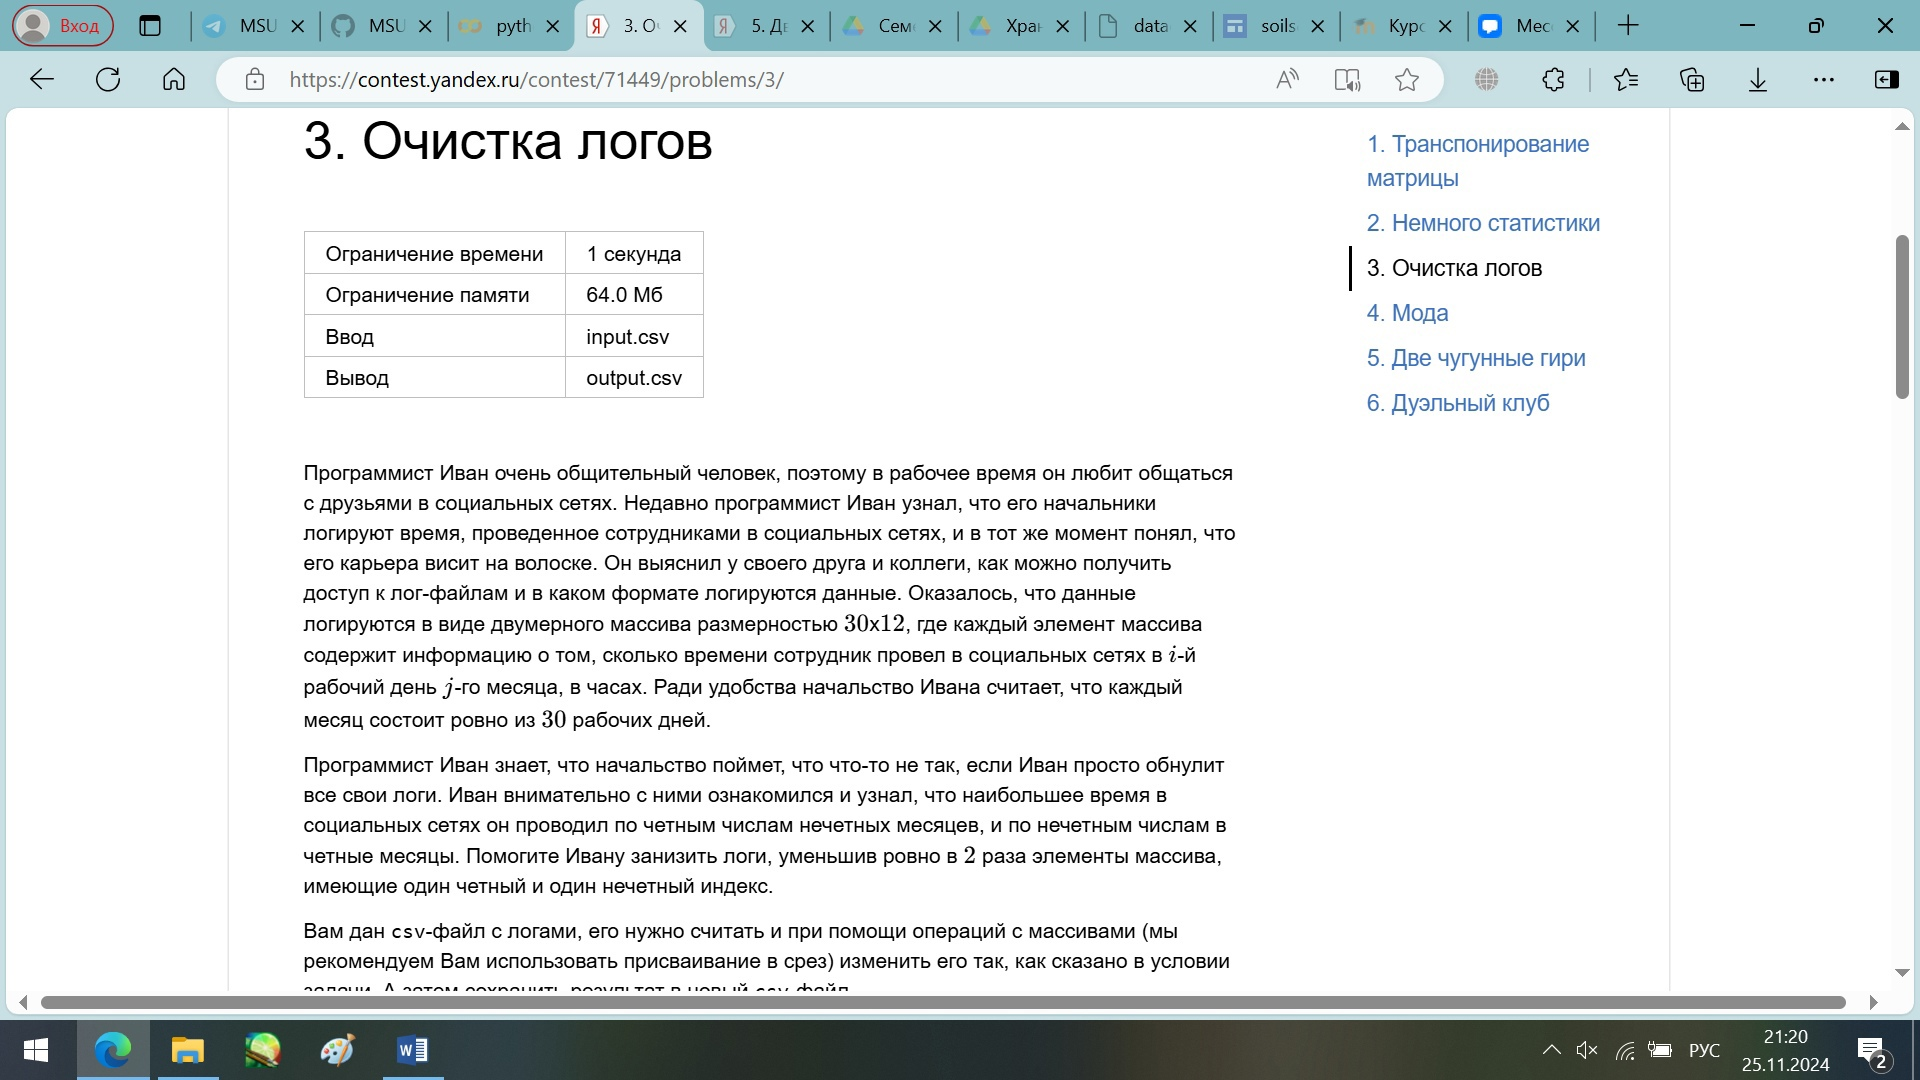 Вход
MSU
MSU
pyth
3. О
5. Д
Сем
Хран
data
soils
Курс
Мес
https://contest.yandex.ru/contest/71449/problems/3/
3. Очистка логов
Ограничение времени 1 секунда
Ограничение памяти 64.0 Мб
Ввод input.csv
Вывод output.csv
Программист Иван очень общительный человек, поэтому в рабочее время он любит общаться
с друзьями в социальных сетях. Недавно программист Иван узнал, что его начальники
логируют время, проведенное сотрудниками в социальных сетях, и в тот же момент понял, что
его карьера висит на волоске. Он выяснил у своего друга и коллеги, как можно получить
доступ к лог-файлам и в каком формате логируются данные. Оказалось, что данные
логируются в виде двумерного массива размерностью 30x12, где каждый элемент массива
содержит информацию о том, сколько времени сотрудник провел в социальных сетях в i-й
рабочий день j-го месяца, в часах. Ради удобства начальство Ивана считает, что каждый
месяц состоит ровно из 30 рабочих дней.
Программист Иван знает, что начальство поймет, что что-то не так, если Иван просто обнулит
все свои логи. Иван внимательно с ними ознакомился и узнал, что наибольшее время в
социальных сетях он проводил по четным числам нечетных месяцев, и по нечетным числам в
четные месяцы. Помогите Ивану занизить логи, уменьшив ровно в 2 раза элементы массива,
имеющие один четный и один нечетный индекс.
Вам дан csv-файл с логами, его нужно считать и при помощи операций с массивами (мы
рекомендуем Вам использовать присваивание в срез) изменить его так, как сказано в условии
задачи. А затем сохранить результат в новый csv-файл.
1. Транспонирование
матрицы
2. Немного статистики
3. Очистка логов
4. Мода
5. Две чугунные гири
6. Дуэльный клуб
РУС
21:20
25.11.2024
2